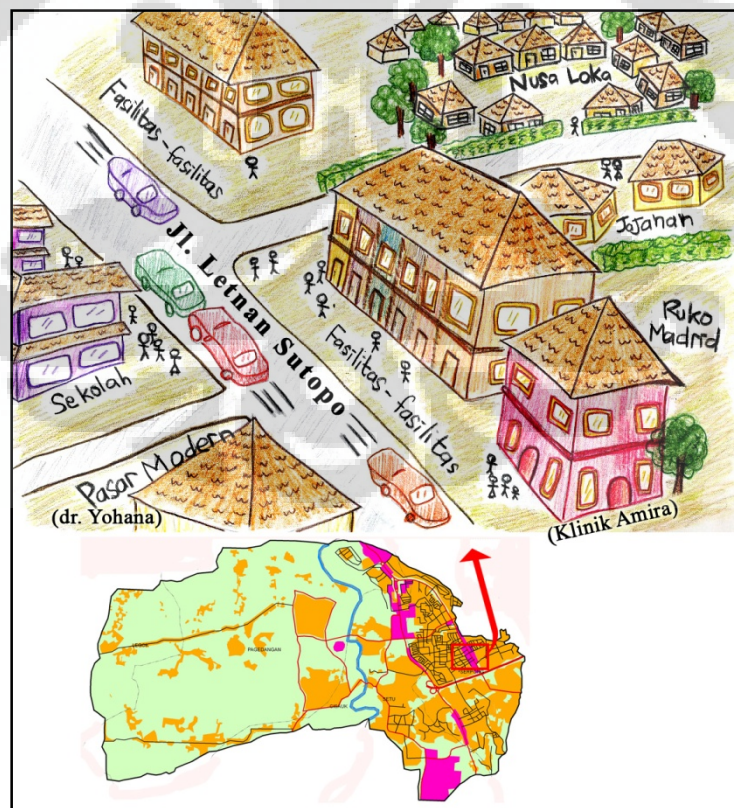 Nusa Loka
Fasilitas-fasilitas
Jajanan
Jl. Letnan Sutopo
Ruko
Madrid
Fasilitas-fasilitas
Sekolah
Pasar Modern
(dr. Yohana)
(Klinik Amira)
PAGEDANGAN